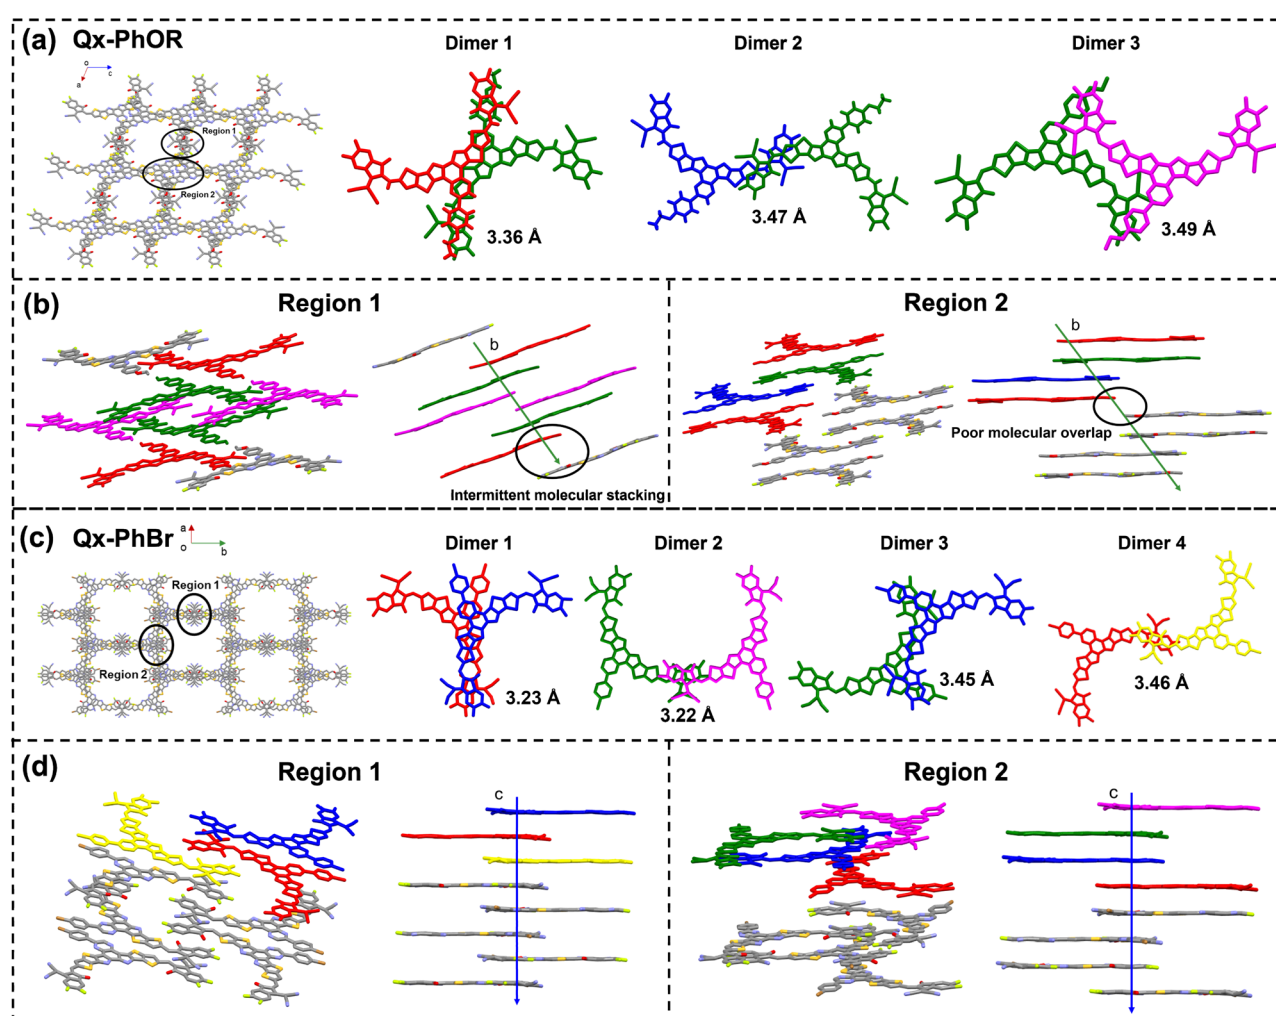 (a) Qx-PhOR
Dimer 1
Dimer 2
Dimer 3
o
c
a
Region 1
Region 2
3.36 Å
3.47 Å
3.49 Å
(b)
Region 1
Region 2
b
b
Poor molecular overlap
Intermittent molecular stacking
(c) Qx-PhBr
a
o
b
Dimer 1
Dimer 2
Dimer 3
Dimer 4
Region 1
Region 2
3.23 Å
3.22 Å
3.45 Å
3.46 Å
(d)
Region 1
Region 2
c
c